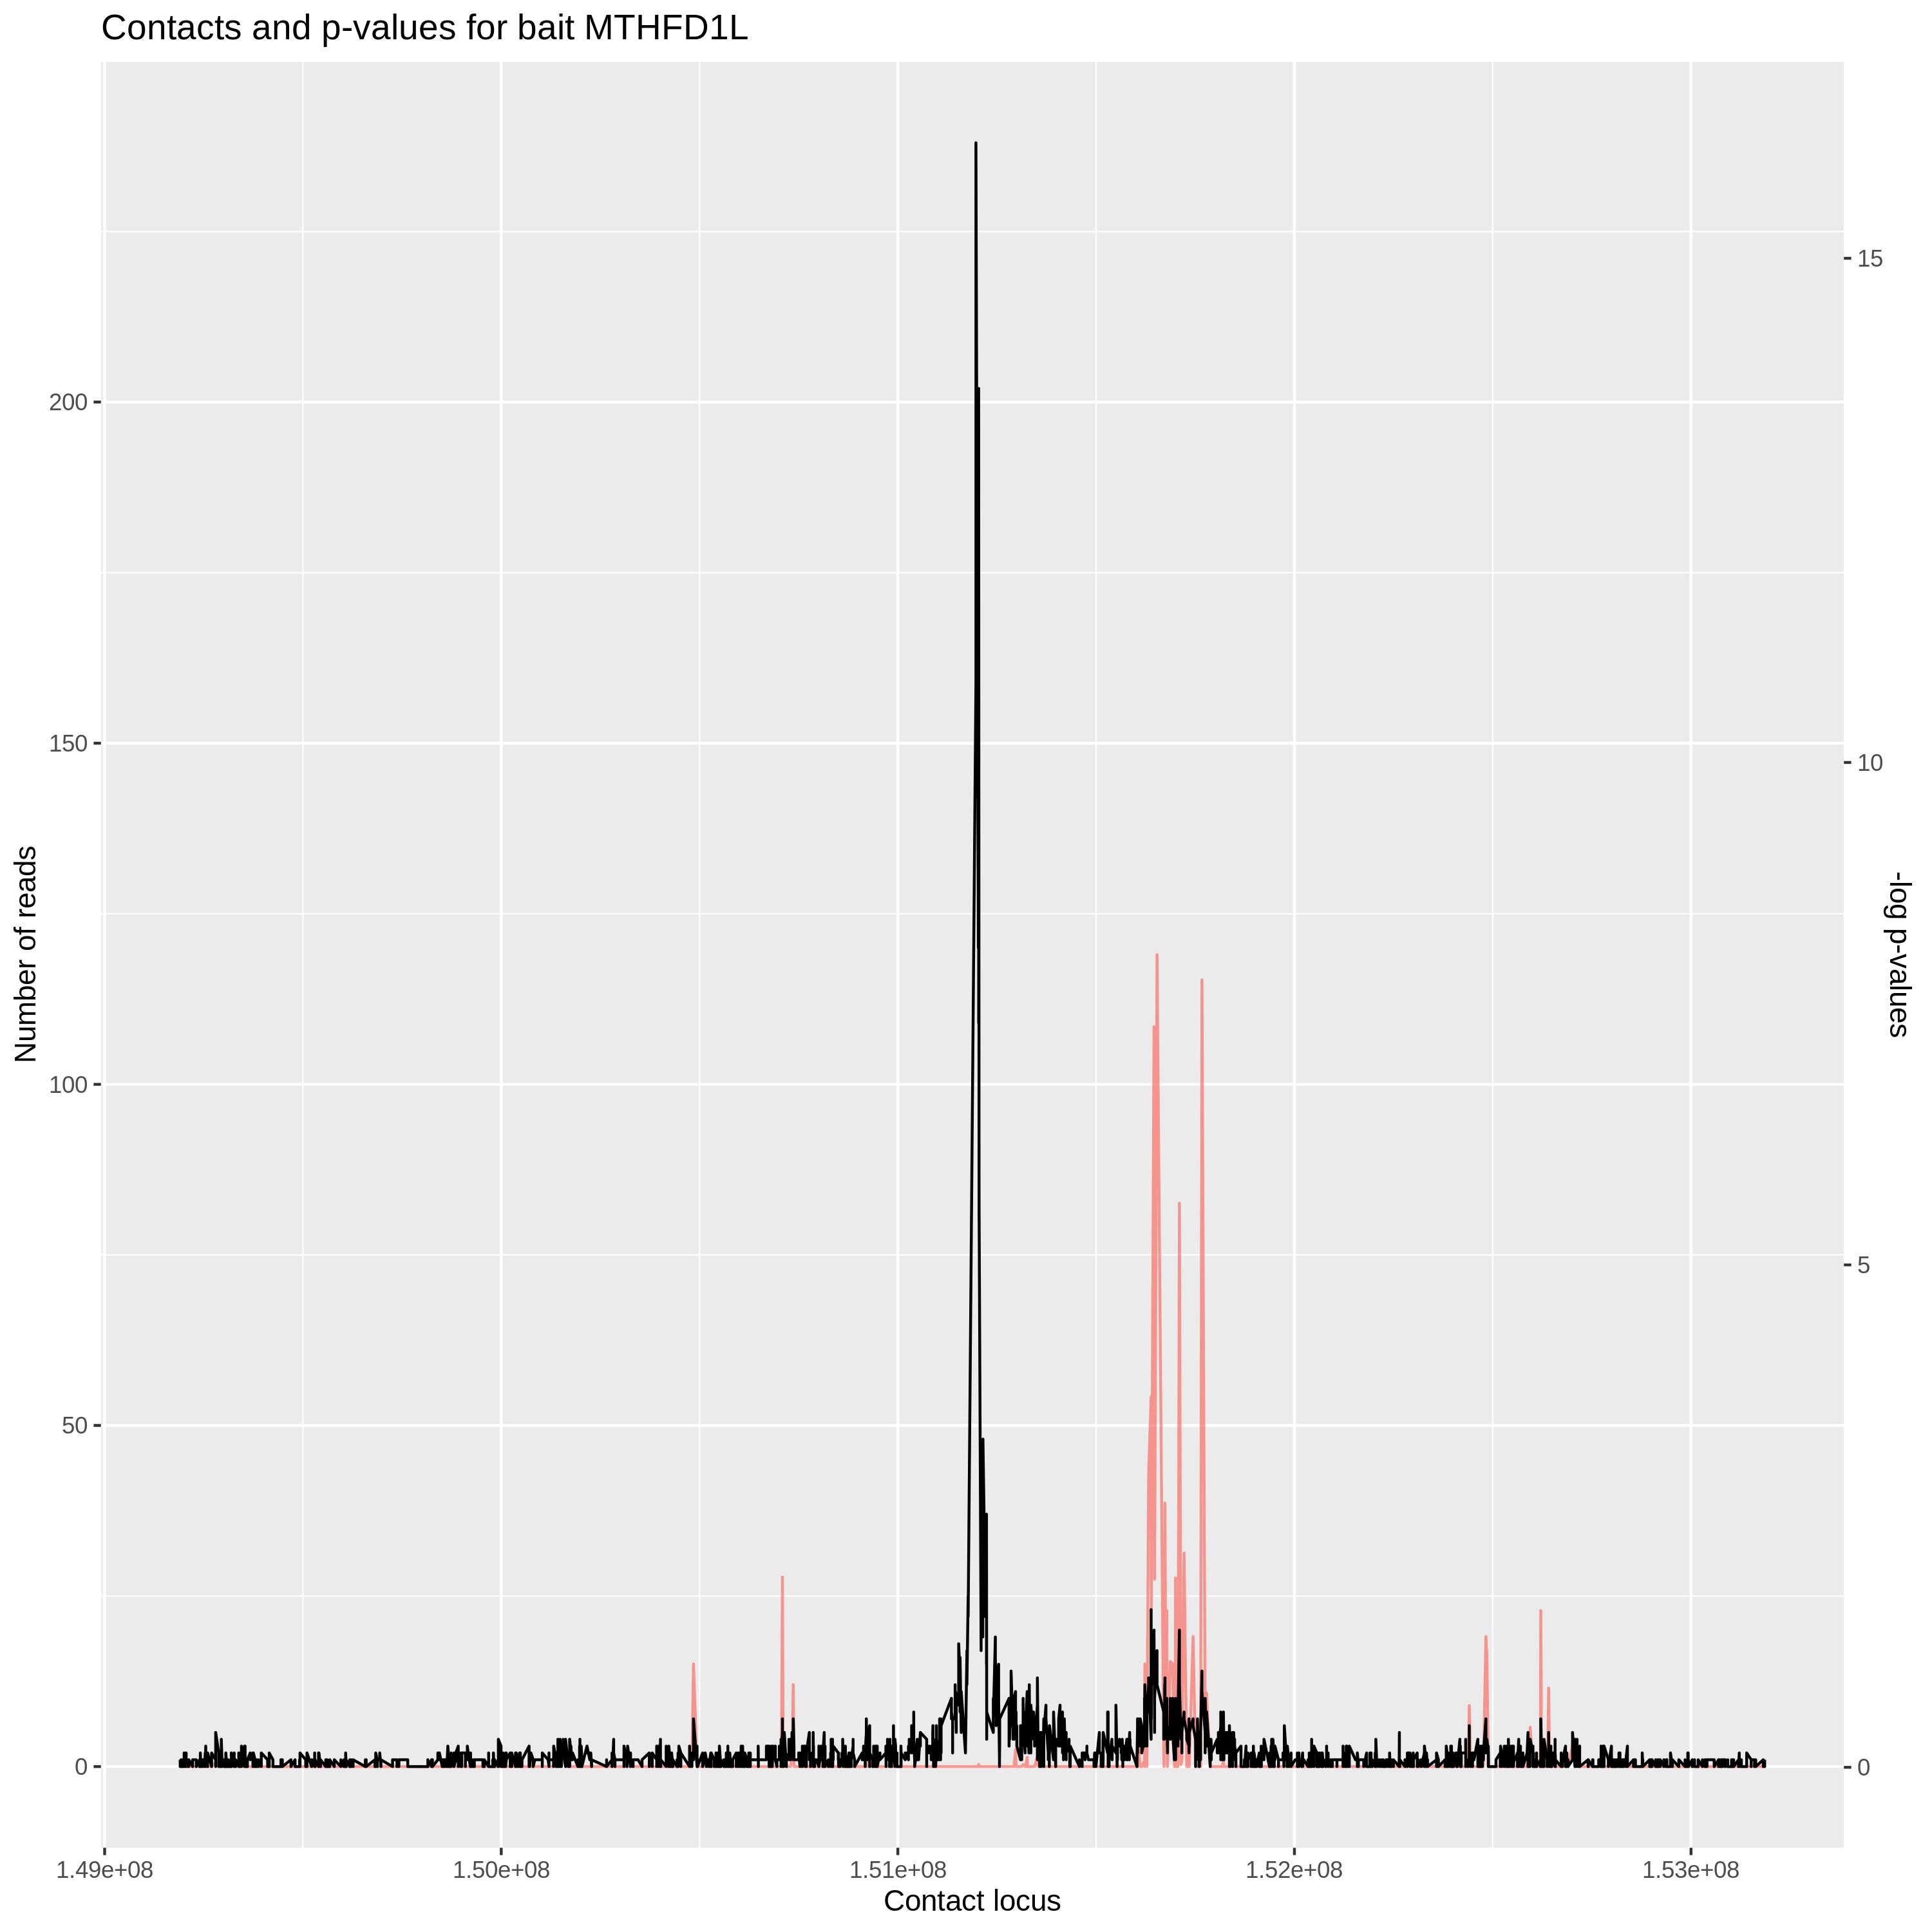 Contacts and p-values for bait MTHFD1L
Number of reads
200
150
100
50
0
15
10
5
0
-log p-values
1.49e+08 1.50e+08 1.51e+08 1.52e+08 1.53e+08
Contact locus